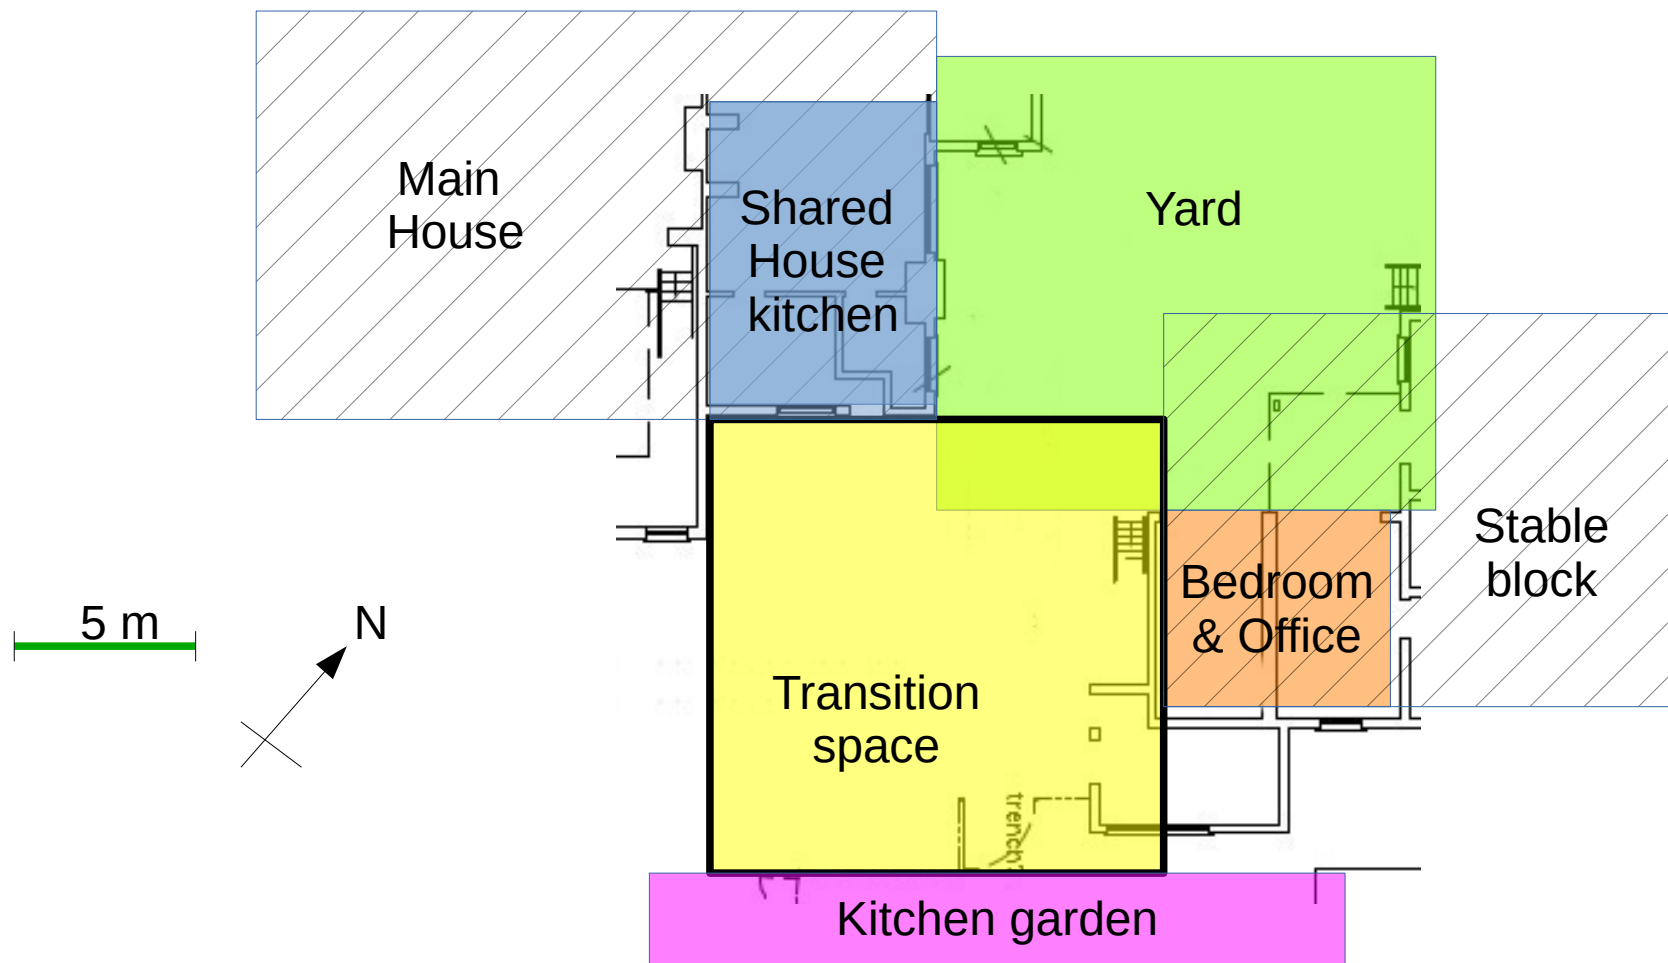 Main
House
Shared
House
kitchen
Yard
Stable
block
Bedroom
& Office
5 m
N
Transition
space
trench?
Kitchen garden